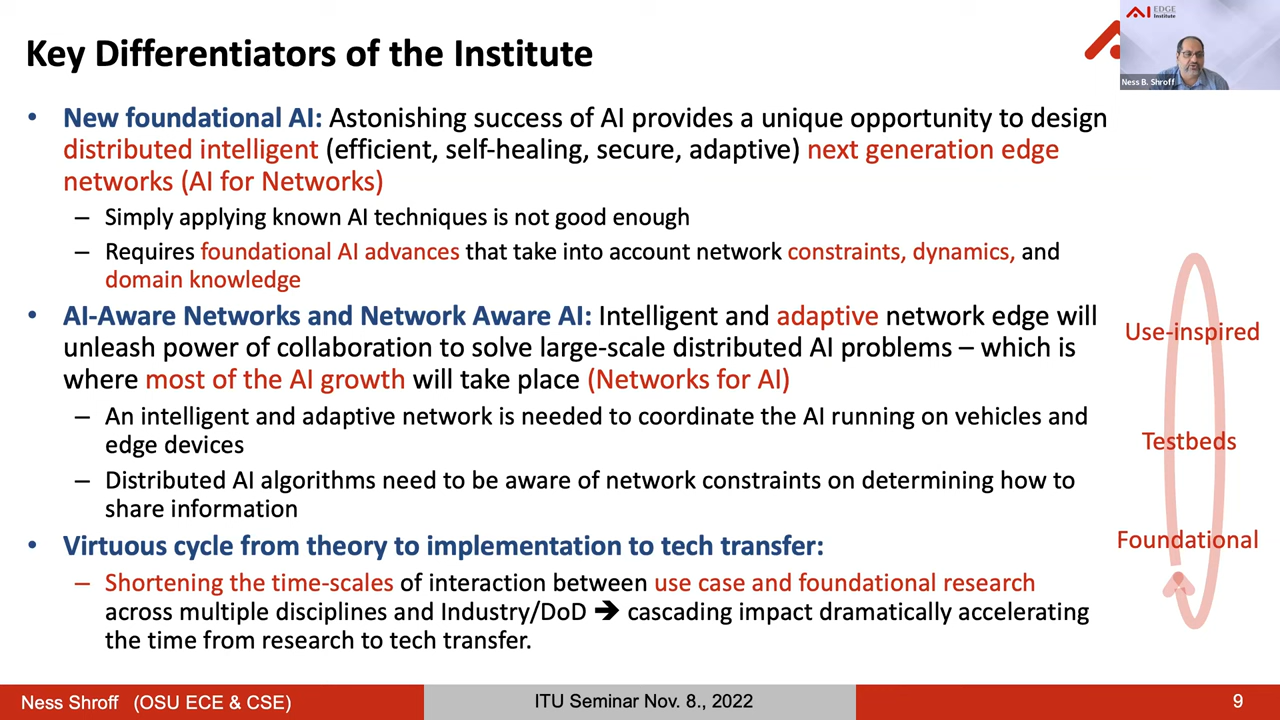 Key Differentiators of the Institute
AI EDGE
Institute
Ness B. Shroff
• New foundational AI: Astonishing success of AI provides a unique opportunity to design
distributed intelligent (efficient, self-healing, secure, adaptive) next generation edge
networks (AI for Networks)
– Simply applying known AI techniques is not good enough
– Requires foundational AI advances that take into account network constraints, dynamics, and
domain knowledge
• AI-Aware Networks and Network Aware AI: Intelligent and adaptive network edge will
unleash power of collaboration to solve large-scale distributed AI problems – which is
where most of the AI growth will take place (Networks for AI)
– An intelligent and adaptive network is needed to coordinate the AI running on vehicles and
edge devices
– Distributed AI algorithms need to be aware of network constraints on determining how to
share information
• Virtuous cycle from theory to implementation to tech transfer:
– Shortening the time-scales of interaction between use case and foundational research
across multiple disciplines and Industry/DoD ➔ cascading impact dramatically accelerating
the time from research to tech transfer.
Use-inspired
Testbeds
Foundational
Ness Shroff (OSU ECE & CSE)
ITU Seminar Nov. 8., 2022
9